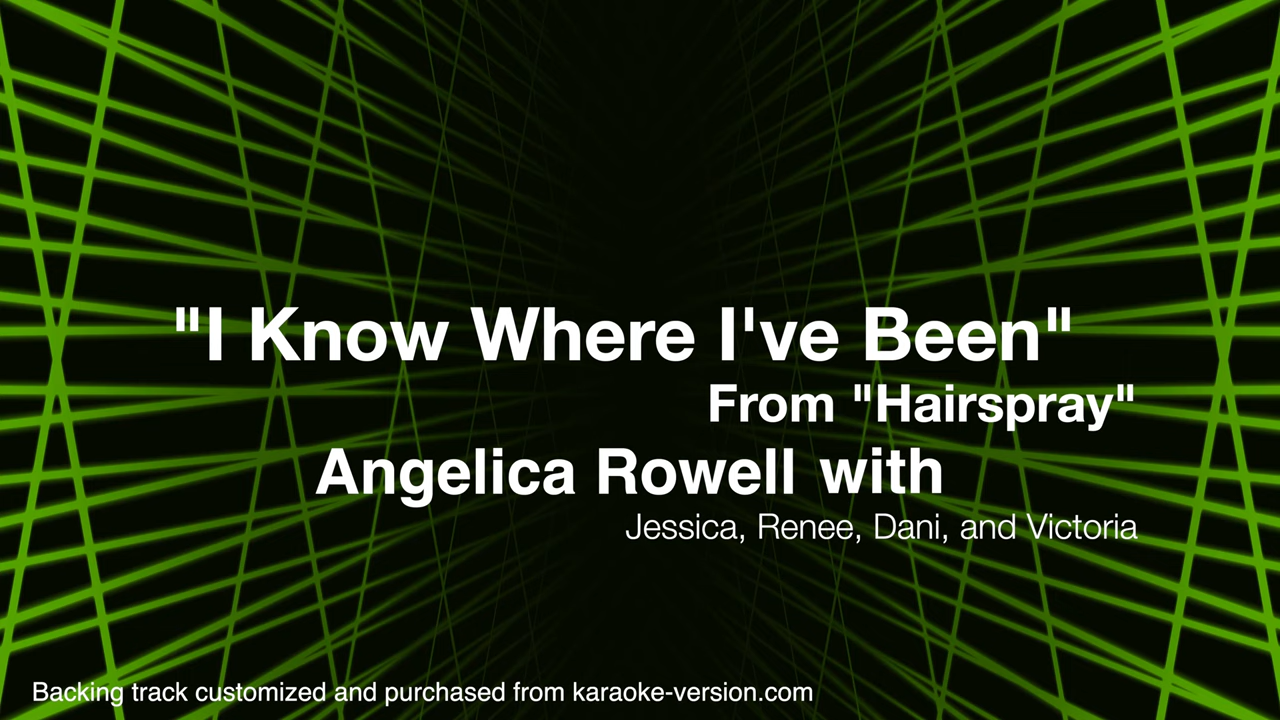 "I Know Where I've Been"
From "Hairspray"
Angelica Rowell with
Jessica, Renee, Dani, and Victoria
Backing track customized and purchased from karaoke-version.com